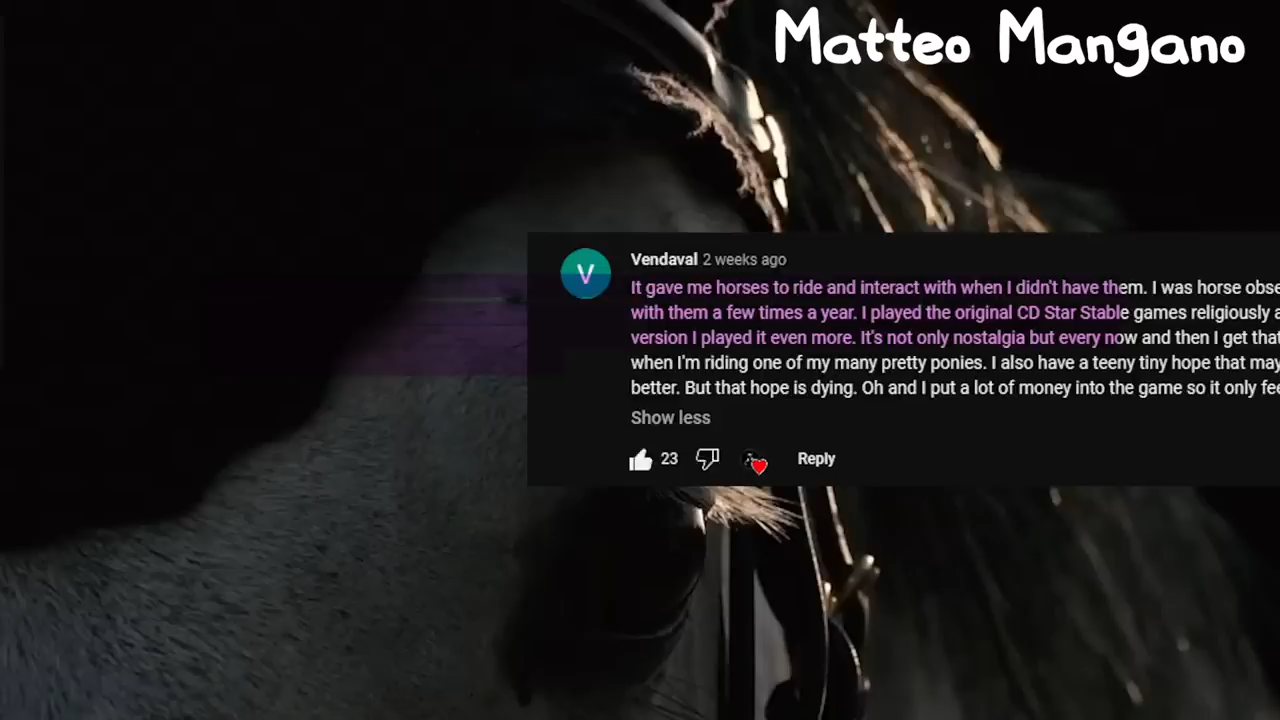 Matteo Mangano
Vendaval 2 weeks ago
It gave me horses to ride and interact with when I didn't have them. I was horse obse
with them a few times a year. I played the original CD Star Stable games religiously a
version I played it even more. It's not only nostalgia but every now and then I get that
when I'm riding one of my many pretty ponies. I also have a teeny tiny hope that may
better. But that hope is dying. Oh and I put a lot of money into the game so it only fee
Show less
23 Reply
V